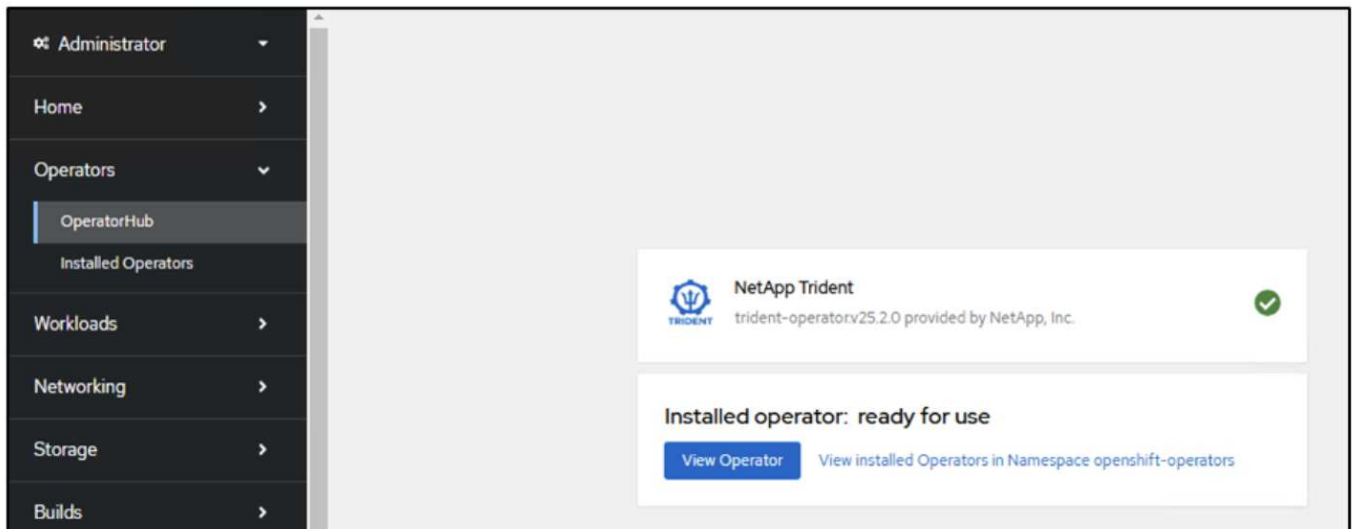 Administrator
Home
Operators
OperatorHub
Installed Operators
Workloads
Networking
Storage
Builds
TRIDENT
NetApp Trident
trident-operator.v25.2.0 provided by NetApp, Inc.
Installed operator: ready for use
View Operator
View installed Operators in Namespace openshift-operators